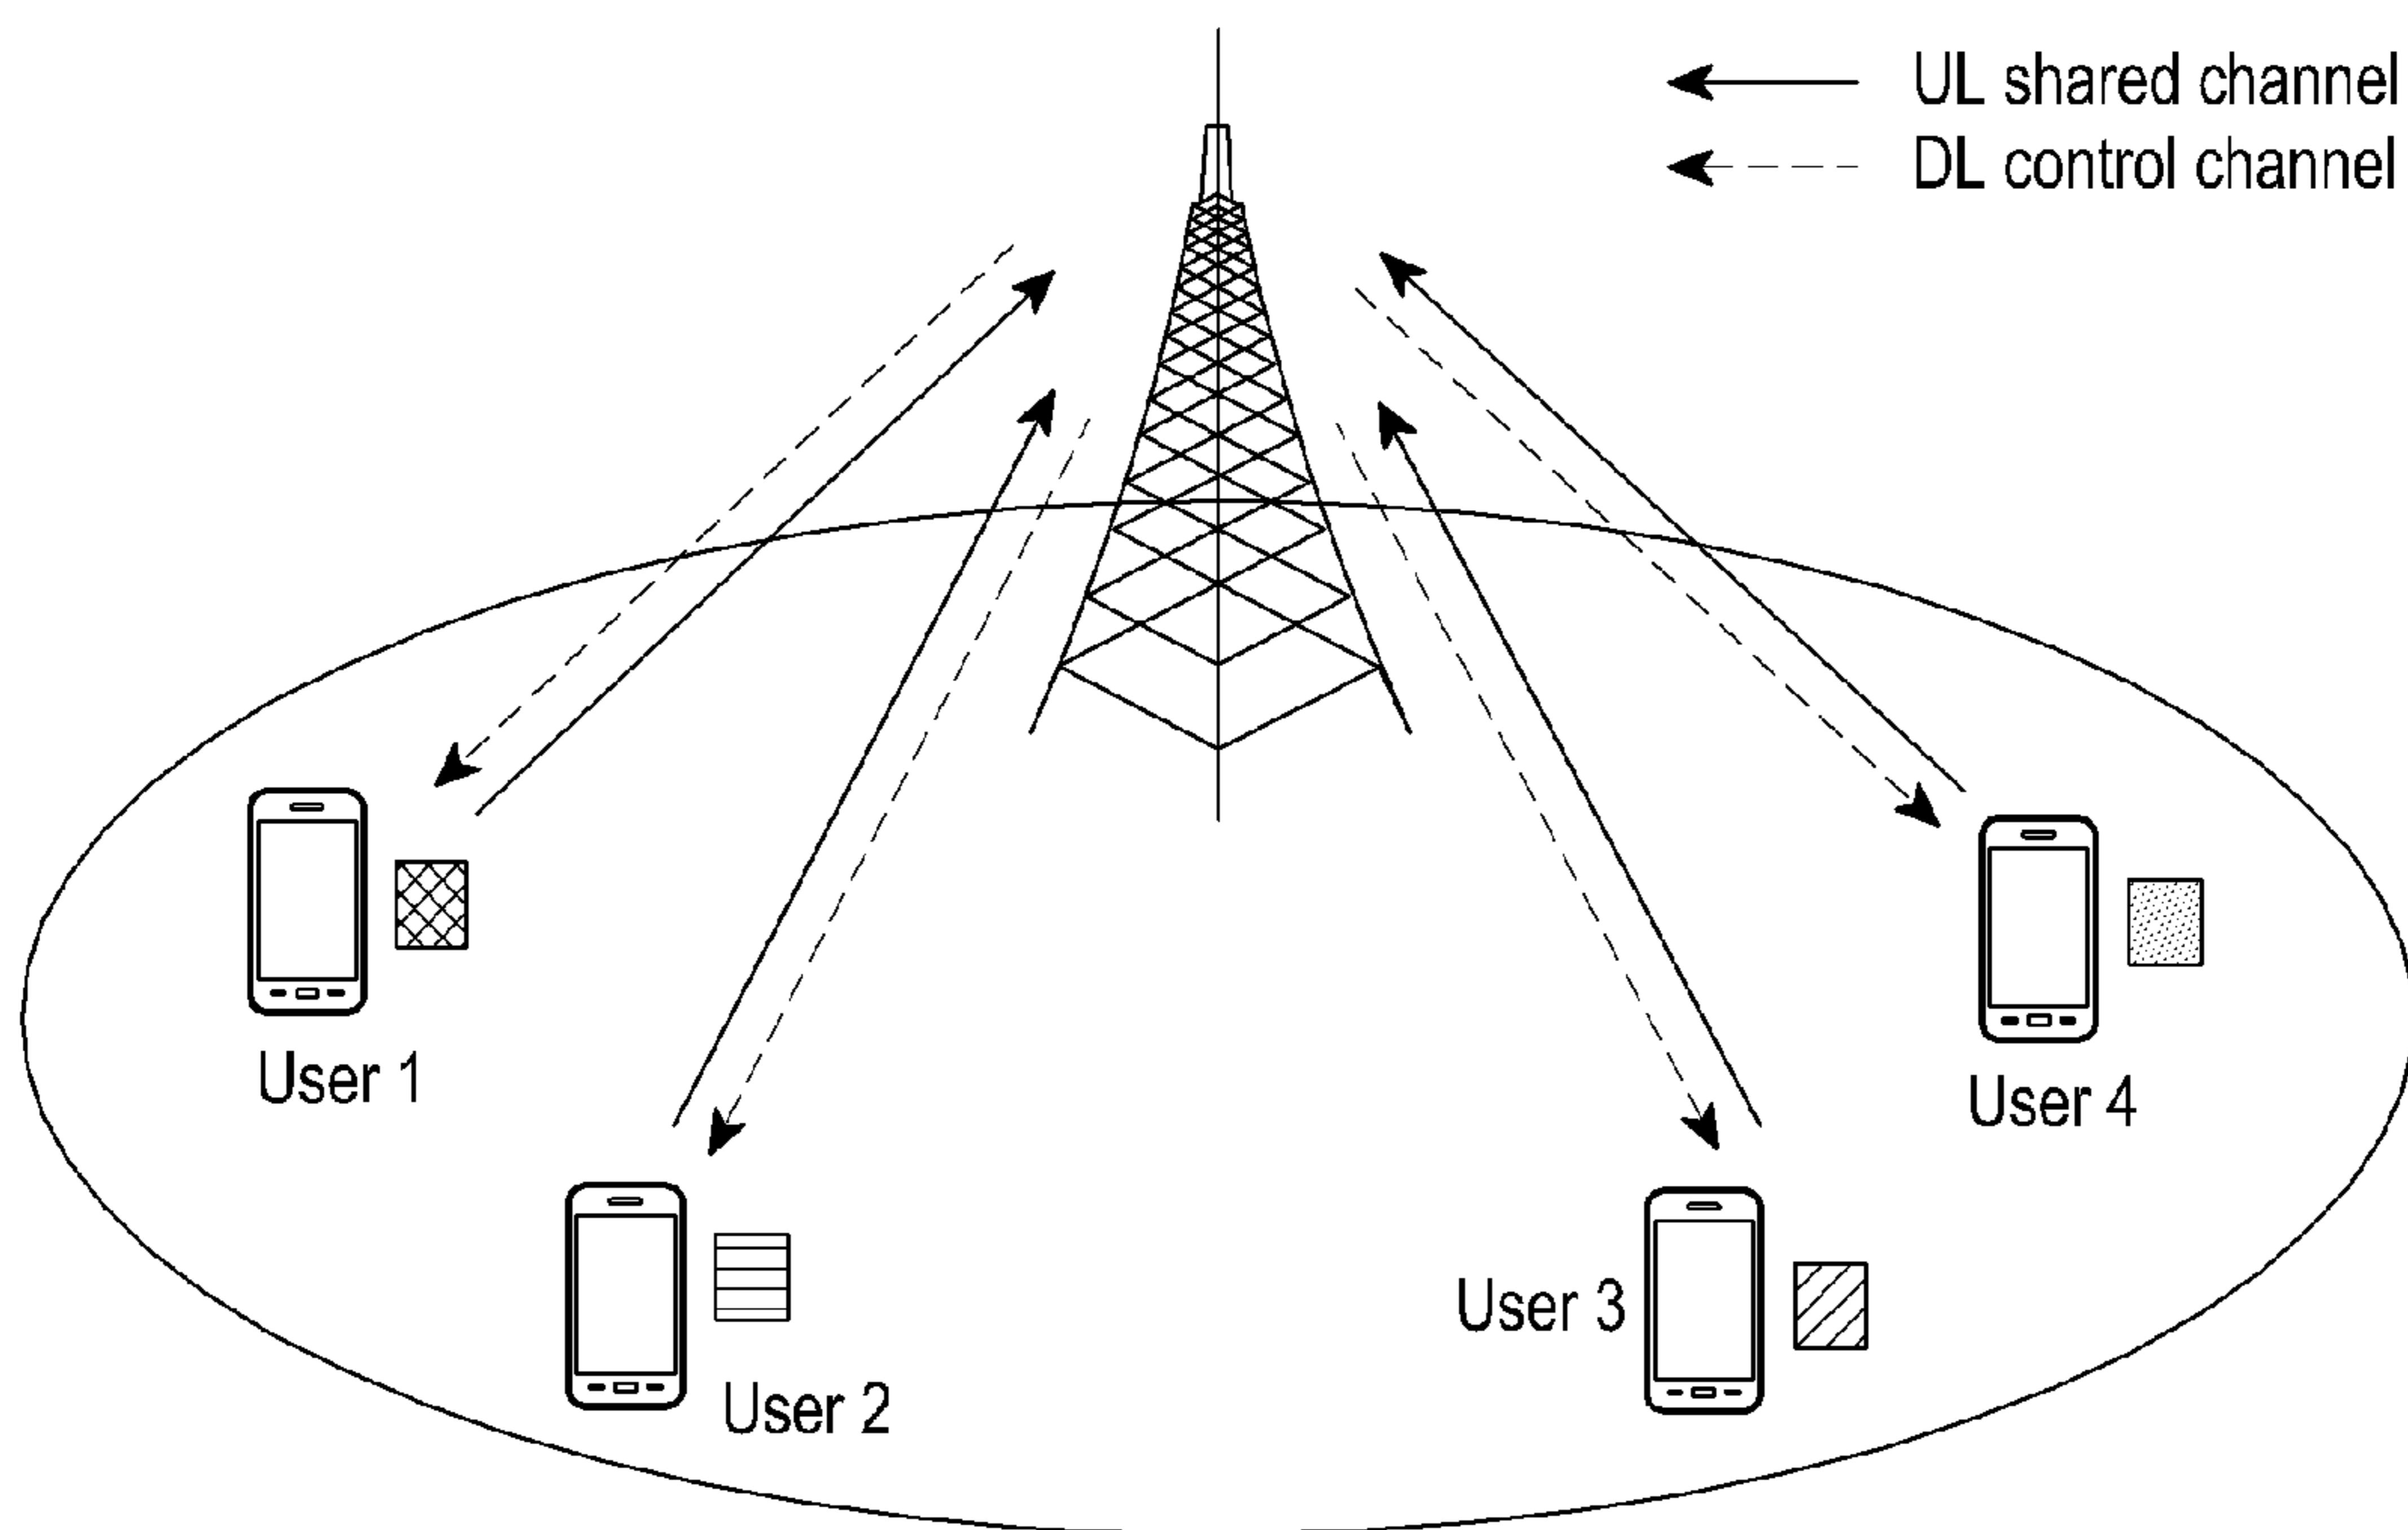 UL shared channel
DL control channel
User 1
User 4
User 3
User 2